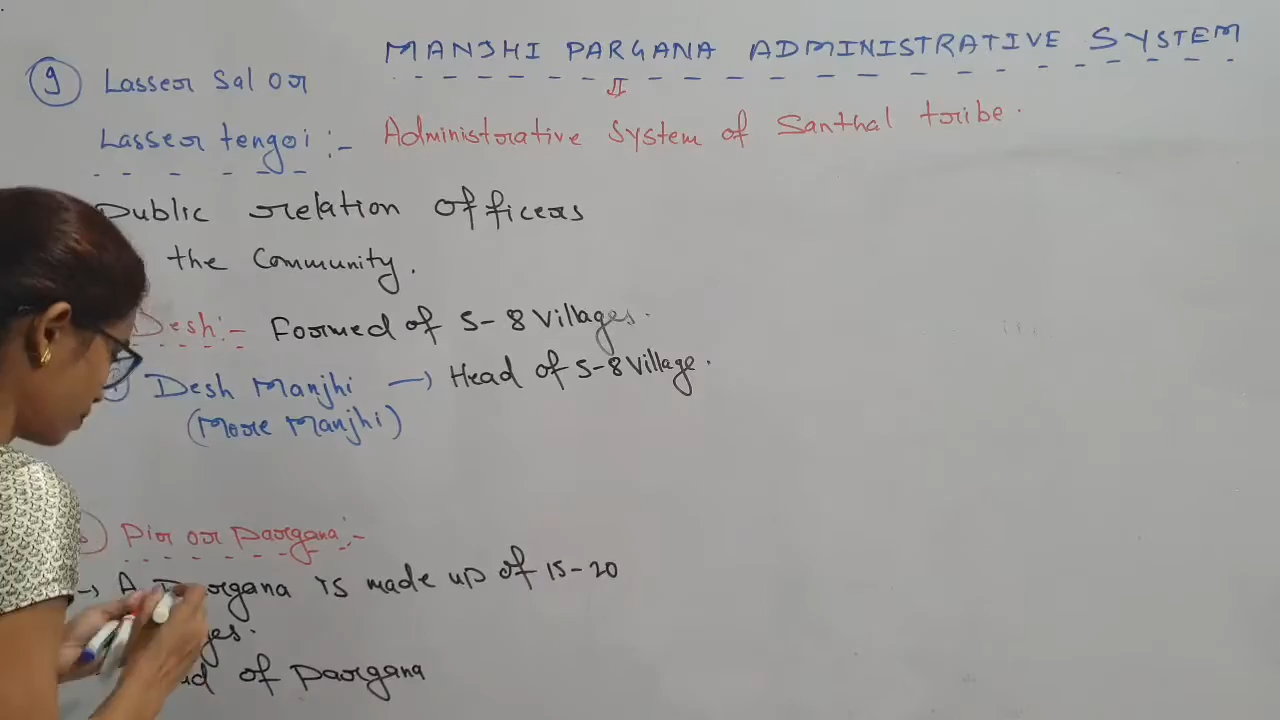 MANJHI PARGANA ADMINISTRATIVE SYSTEM
Administrative System of Santhal tribe.
9 Lasser Sal or
Lasser tengoi :-
Public relation officers
the Community.
Desh:- Formed of 5-8 Villages.
Desh Manjhi → Head of 5-8 Village.
(More Manjhi)
Pir or Pargana:-
→ A Pargana is made up of 15-20
of Pargana